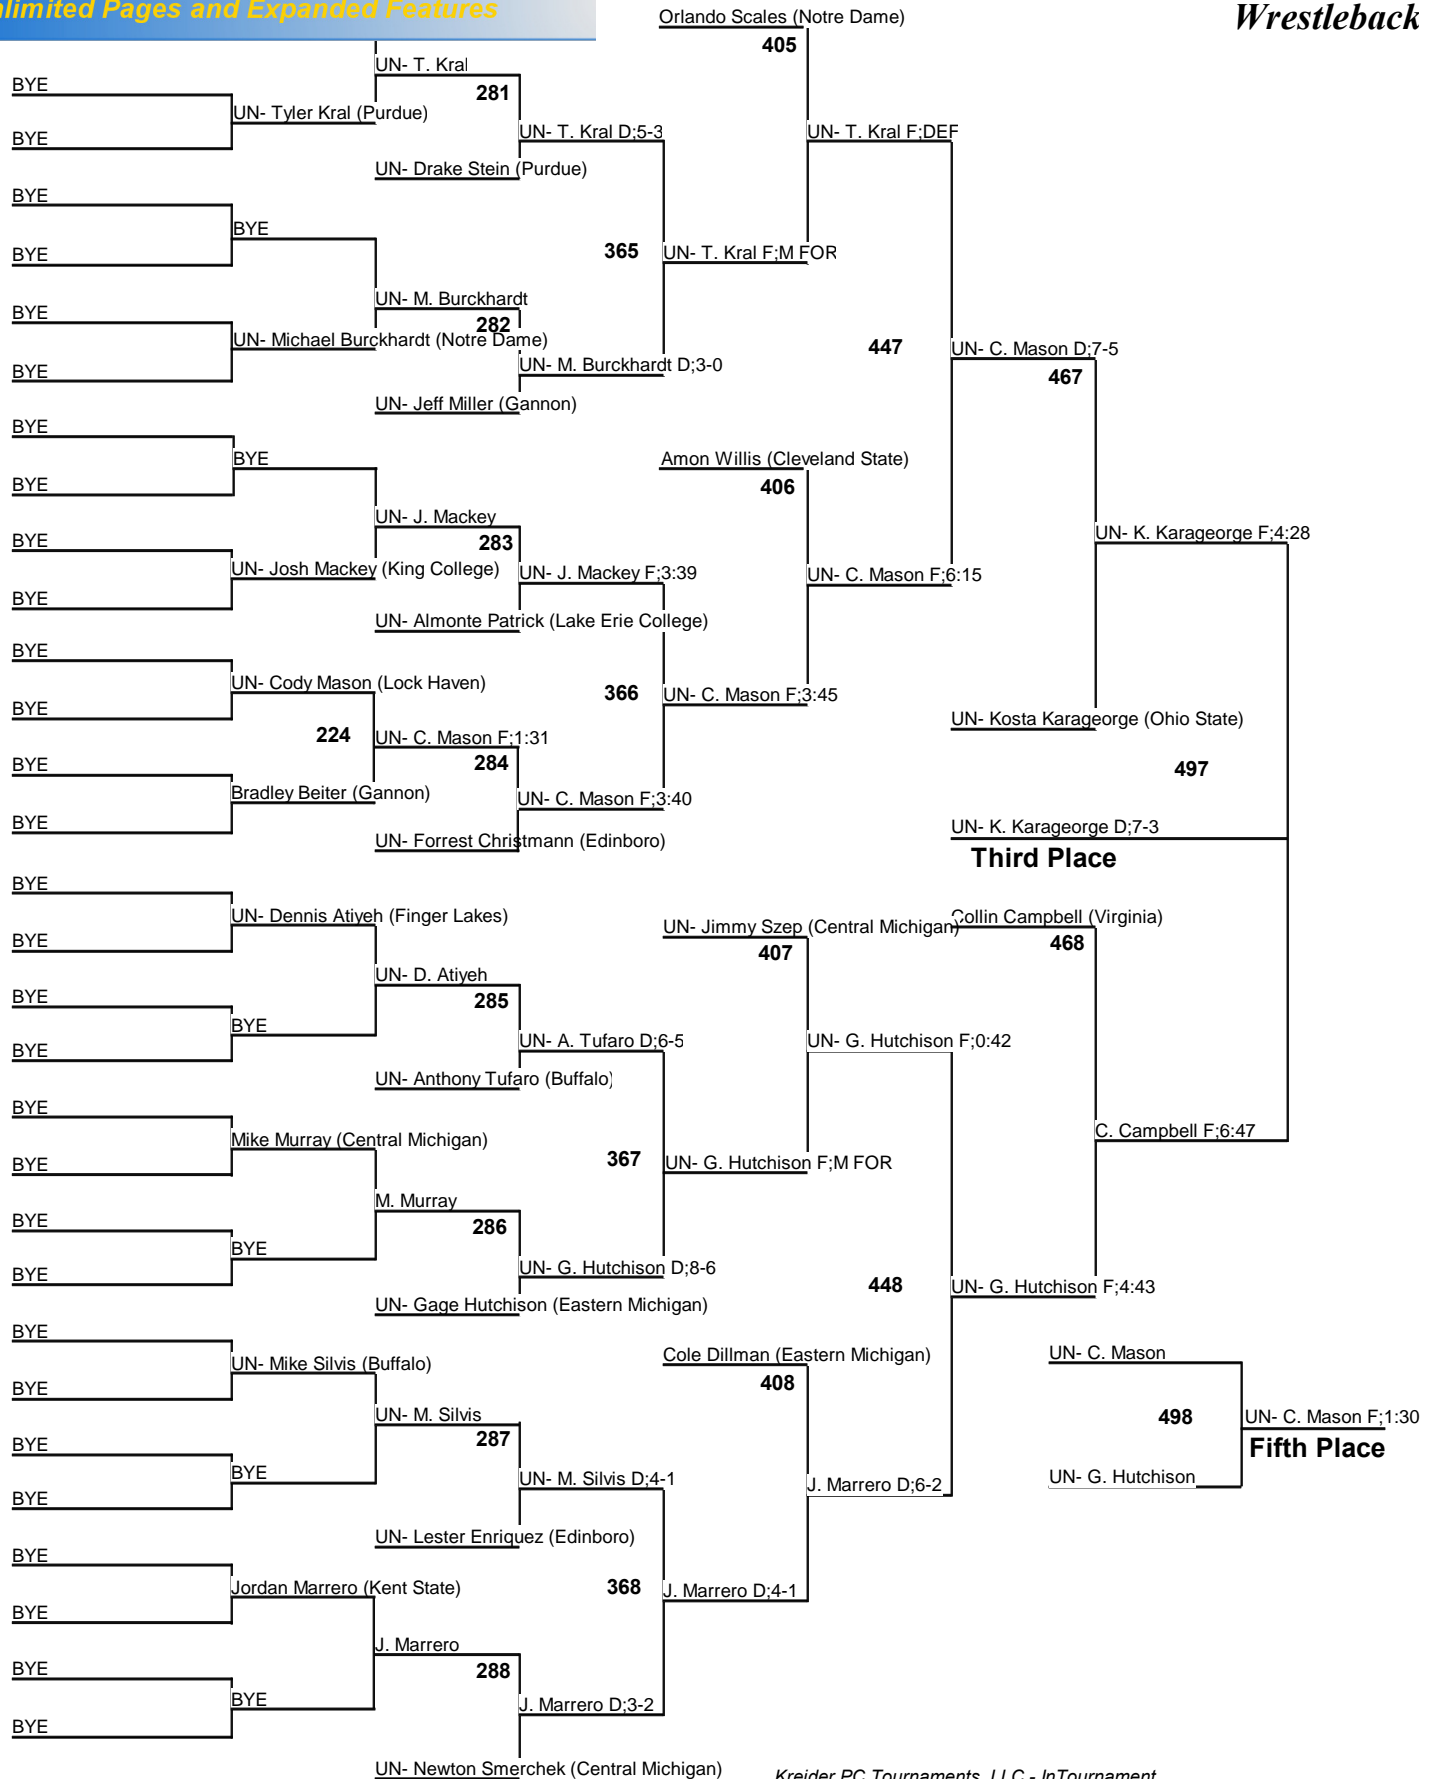 nlimited Pages and Expanded Features
Wrestleback
Orlando Scales (Notre Dame)
405
UN- T. Kral
BYE
281
UN- Tyler Kral (Purdue)
UN- T. Kral D;5-3
UN- T. Kral F;DEF
BYE
UN- Drake Stein (Purdue)
BYE
BYE
BYE
365
UN- T. Kral F;M FOR
UN- M. Burckhardt
BYE
282
UN- Michael Burckhardt (Notre Dame)
447
UN- C. Mason D;7-5
BYE
UN- M. Burckhardt D;3-0
467
UN- Jeff Miller (Gannon)
BYE
BYE
Amon Willis (Cleveland State)
BYE
406
UN- J. Mackey
BYE
283
UN- K. Karageorge F;4:28
UN- Josh Mackey (King College)
UN- J. Mackey F;3:39
UN- C. Mason F;6:15
BYE
UN- Almonte Patrick (Lake Erie College)
BYE
UN- Cody Mason (Lock Haven)
366
UN- C. Mason F;3:45
BYE
UN- Kosta Karageorge (Ohio State)
224
UN- C. Mason F;1:31
BYE
284
497
Bradley Beiter (Gannon)
UN- C. Mason F;3:40
BYE
UN- K. Karageorge D;7-3
UN- Forrest Christmann (Edinboro)
Third Place
BYE
UN- Dennis Atiyeh (Finger Lakes)
Collin Campbell (Virginia)
UN- Jimmy Szep (Central Michigan)
BYE
407
468
UN- D. Atiyeh
BYE
285
BYE
UN- A. Tufaro D;6-5
UN- G. Hutchison F;0:42
BYE
UN- Anthony Tufaro (Buffalo)
BYE
Mike Murray (Central Michigan)
C. Campbell F;6:47
BYE
367
UN- G. Hutchison F;M FOR
M. Murray
BYE
286
BYE
UN- G. Hutchison D;8-6
BYE
448
UN- G. Hutchison F;4:43
UN- Gage Hutchison (Eastern Michigan)
BYE
UN- Mike Silvis (Buffalo)
Cole Dillman (Eastern Michigan)
UN- C. Mason
BYE
408
UN- M. Silvis
498
UN- C. Mason F;1:30
BYE
287
Fifth Place
BYE
UN- M. Silvis D;4-1
J. Marrero D;6-2
UN- G. Hutchison
BYE
UN- Lester Enriquez (Edinboro)
BYE
Jordan Marrero (Kent State)
368
J. Marrero D;4-1
BYE
J. Marrero
BYE
288
BYE
J. Marrero D;3-2
BYE
UN- Newton Smerchek (Central Michigan)
Kreider PC Tournaments, LLC - InTournament